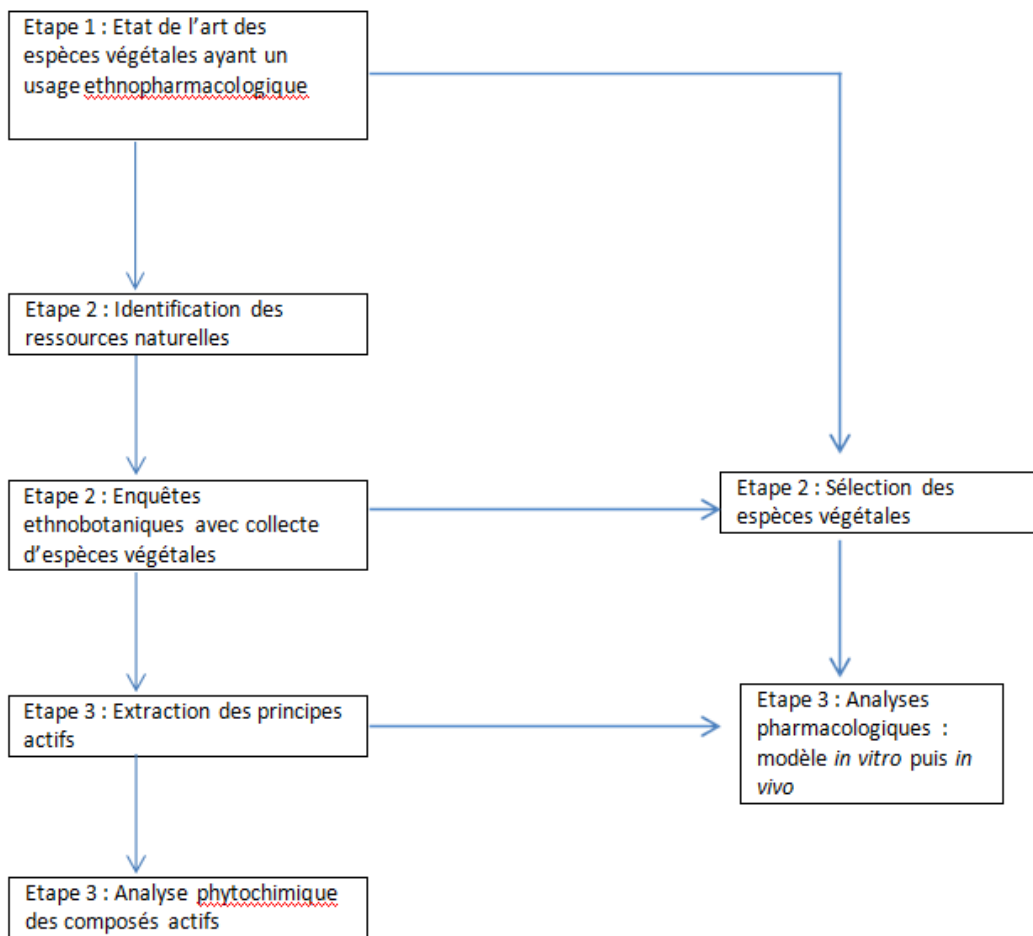 Etape 1 : Etat de l’art des
espèces végétales ayant un
usage ethnopharmacologique
Etape 2 : Identification des
ressources naturelles
Etape 2 : Enquêtes
ethnobotaniques avec collecte
d’espèces végétales
Etape 2 : Sélection des
espèces végétales
Etape 3 : Extraction des principes
actifs
Etape 3 : Analyses
pharmacologiques :
modèle in vitro puis in
vivo
Etape 3 : Analyse phytochimique
des composés actifs